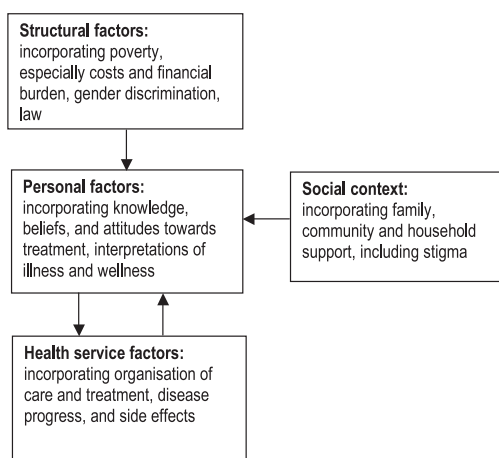 Structural factors:
incorporating poverty,
especially costs and financial
burden, gender discrimination,
law
Personal factors:
incorporating knowledge,
beliefs, and attitudes towards
treatment, interpretations of
illness and wellness
Social context:
incorporating family,
community and household
support, including stigma
Health service factors:
incorporating organisation of
care and treatment, disease
progress, and side effects